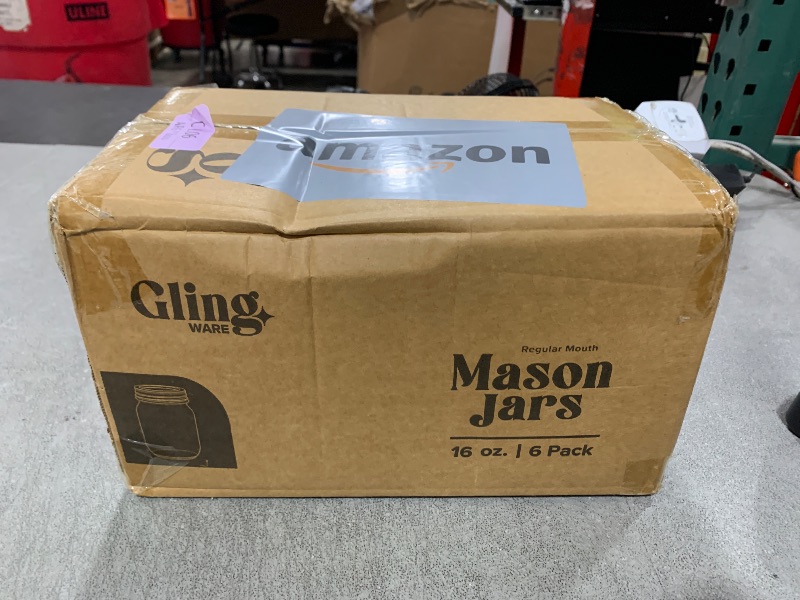 ULINE
amazon
Gling
WARE
Regular Mouth
Mason
Jars
16 oz. | 6 Pack